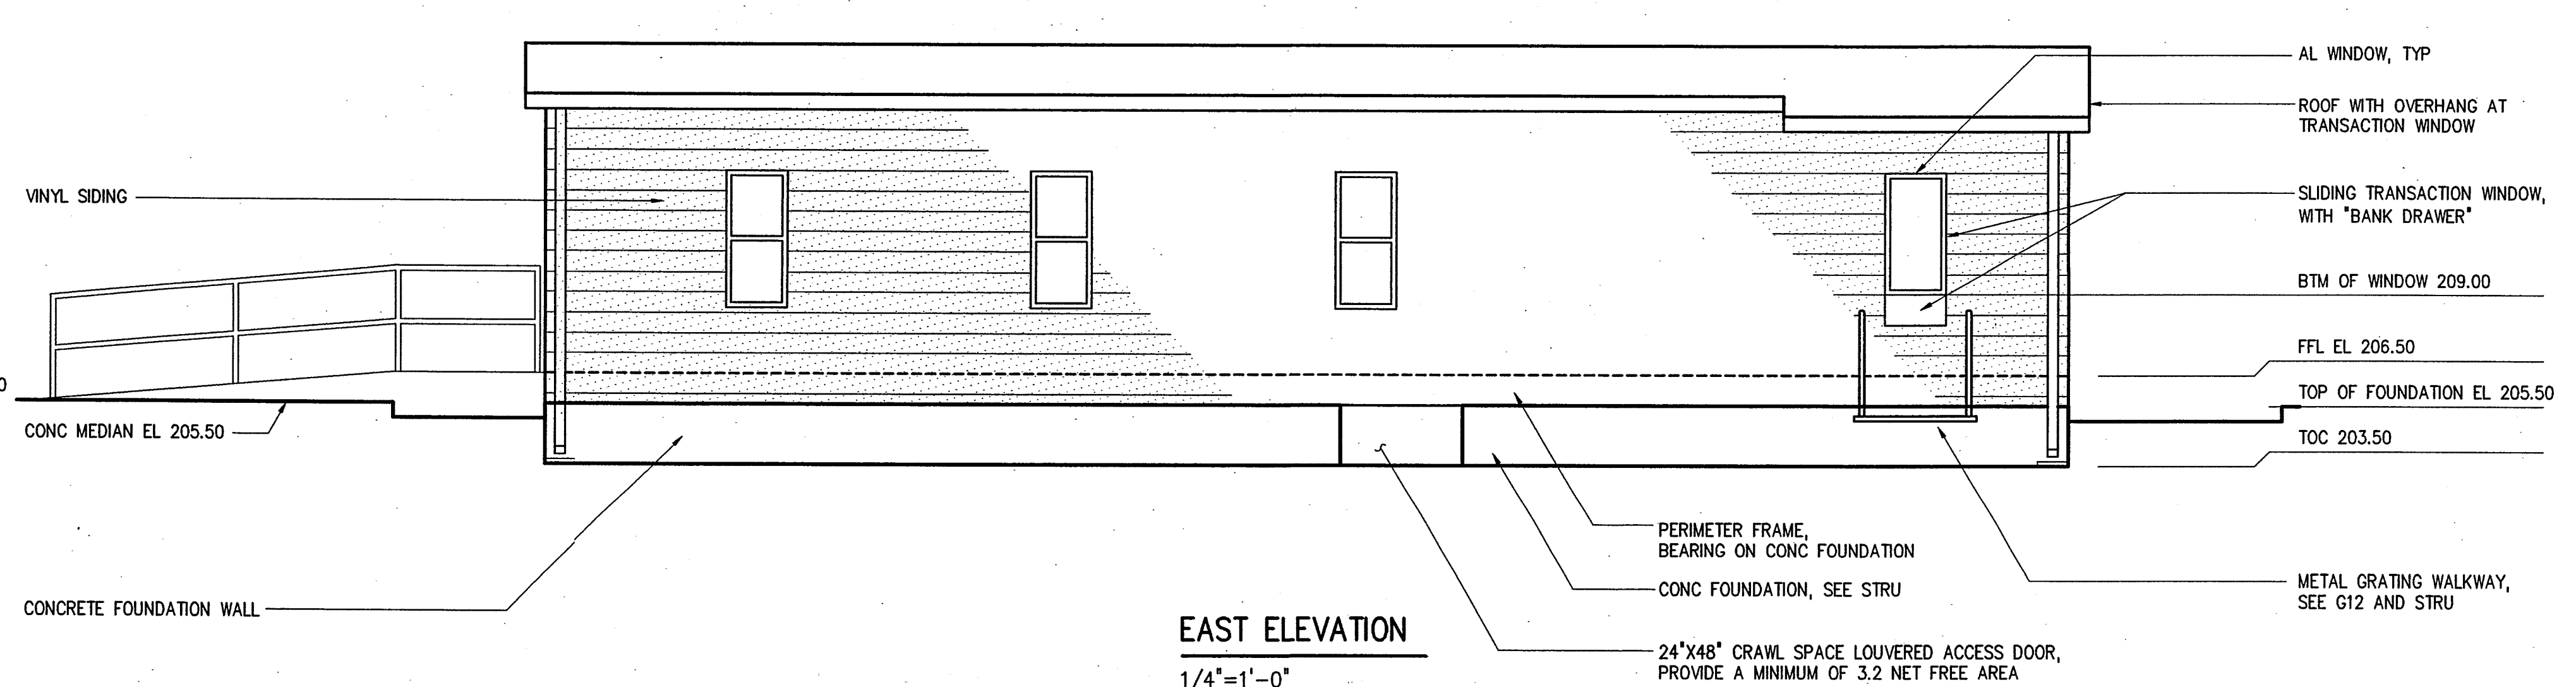 VINYL SIDING
0
CONC MEDIAN EL 205.50
CONCRETE FOUNDATION WALL
AL WINDOW, TYP
ROOF WITH OVERHANG AT
TRANSACTION WINDOW
SLIDING TRANSACTION WINDOW,
WITH "BANK DRAWER"
BTM OF WINDOW 209.00
FFL EL 206.50
TOP OF FOUNDATION EL 205.50
TOC 203.50
PERIMETER FRAME,
BEARING ON CONC FOUNDATION
CONC FOUNDATION, SEE STRU
METAL GRATING WALKWAY,
SEE G12 AND STRU
24"X48" CRAWL SPACE LOUVERED ACCESS DOOR,
PROVIDE A MINIMUM OF 3.2 NET FREE AREA
EAST ELEVATION
1/4"=1'-0"